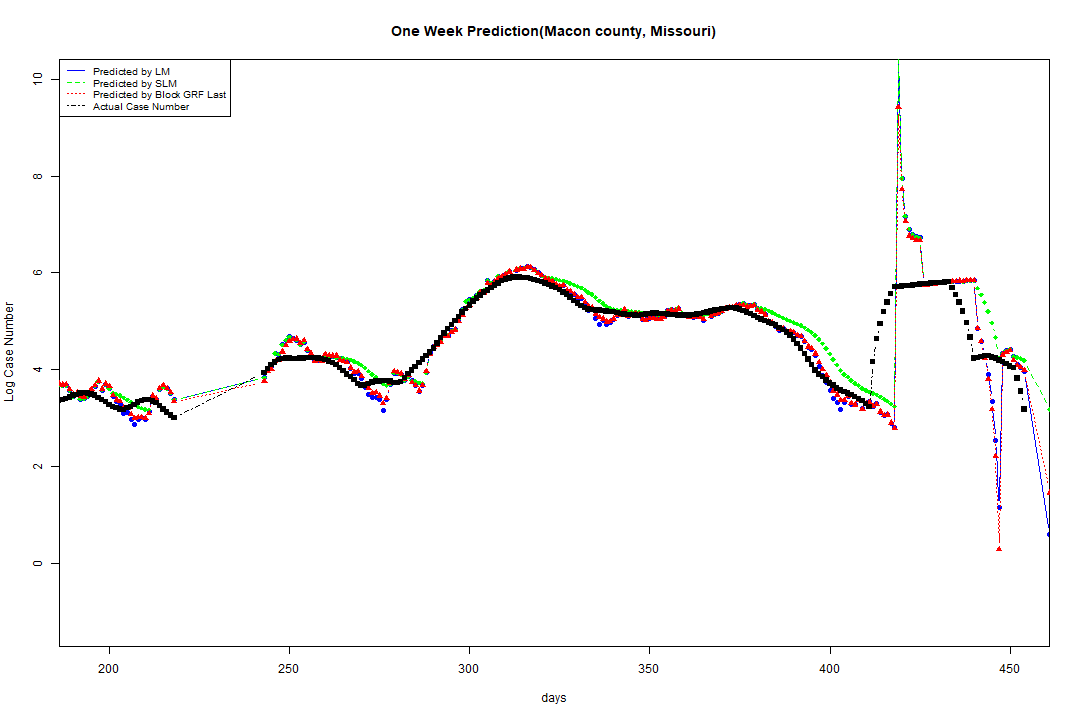 One Week Prediction(Macon county, Missouri)
Predicted by LM
Predicted by SLM
Predicted by Block GRF Last
Actual Case Number
Log Case Number
10
8
6
4
2
0
200 250 300 350 400 450
days